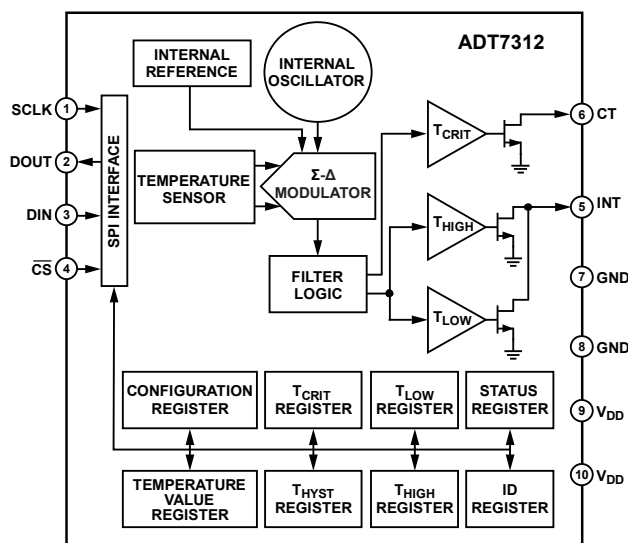 ADT7312
INTERNAL
REFERENCE
INTERNAL
OSCILLATOR
SCLK 1
DOUT 2
DIN 3
CS 4
SPI INTERFACE
TEMPERATURE
SENSOR
Σ-Δ
MODULATOR
FILTER
LOGIC
TCRIT
THIGH
TLOW
6 CT
5 INT
7 GND
8 GND
9 VDD
10 VDD
CONFIGURATION
REGISTER
TCRIT
REGISTER
TLOW
REGISTER
STATUS
REGISTER
TEMPERATURE
VALUE
REGISTER
THYST
REGISTER
THIGH
REGISTER
ID
REGISTER